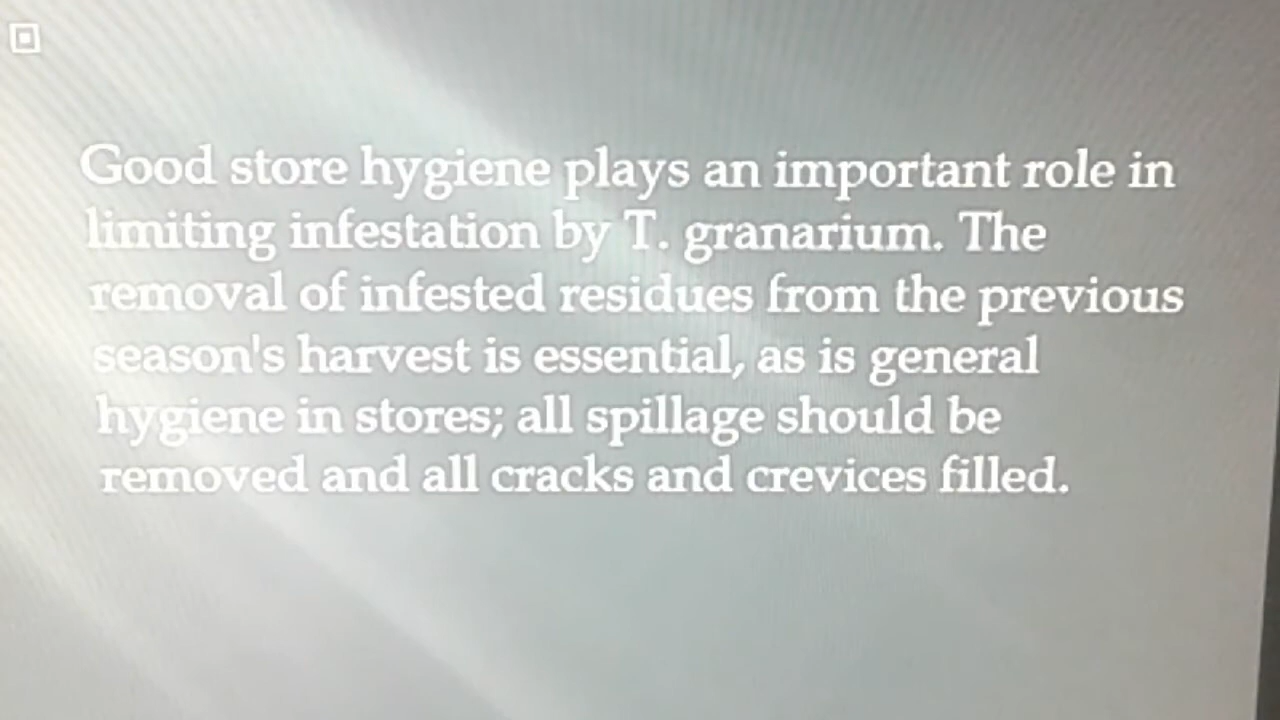 Good store hygiene plays an important role in
limiting infestation by T. granarium. The
removal of infested residues from the previous
season's harvest is essential, as is general
hygiene in stores; all spillage should be
removed and all cracks and crevices filled.